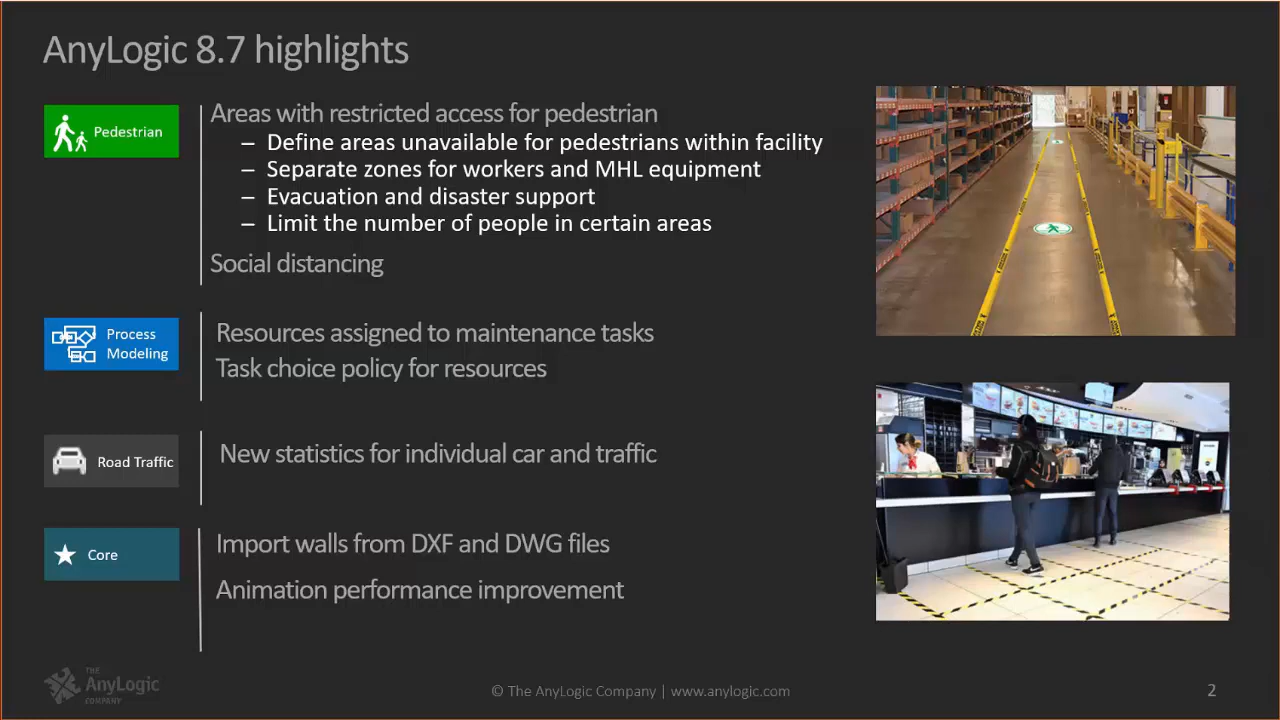 AnyLogic 8.7 highlights
Pedestrian
Areas with restricted access for pedestrian
– Define areas unavailable for pedestrians within facility
– Separate zones for workers and MHL equipment
– Evacuation and disaster support
– Limit the number of people in certain areas
Social distancing
Process
Modeling
Resources assigned to maintenance tasks
Task choice policy for resources
Road Traffic
New statistics for individual car and traffic
Core
Import walls from DXF and DWG files
Animation performance improvement
THE
AnyLogic
COMPANY
© The AnyLogic Company | www.anylogic.com
2